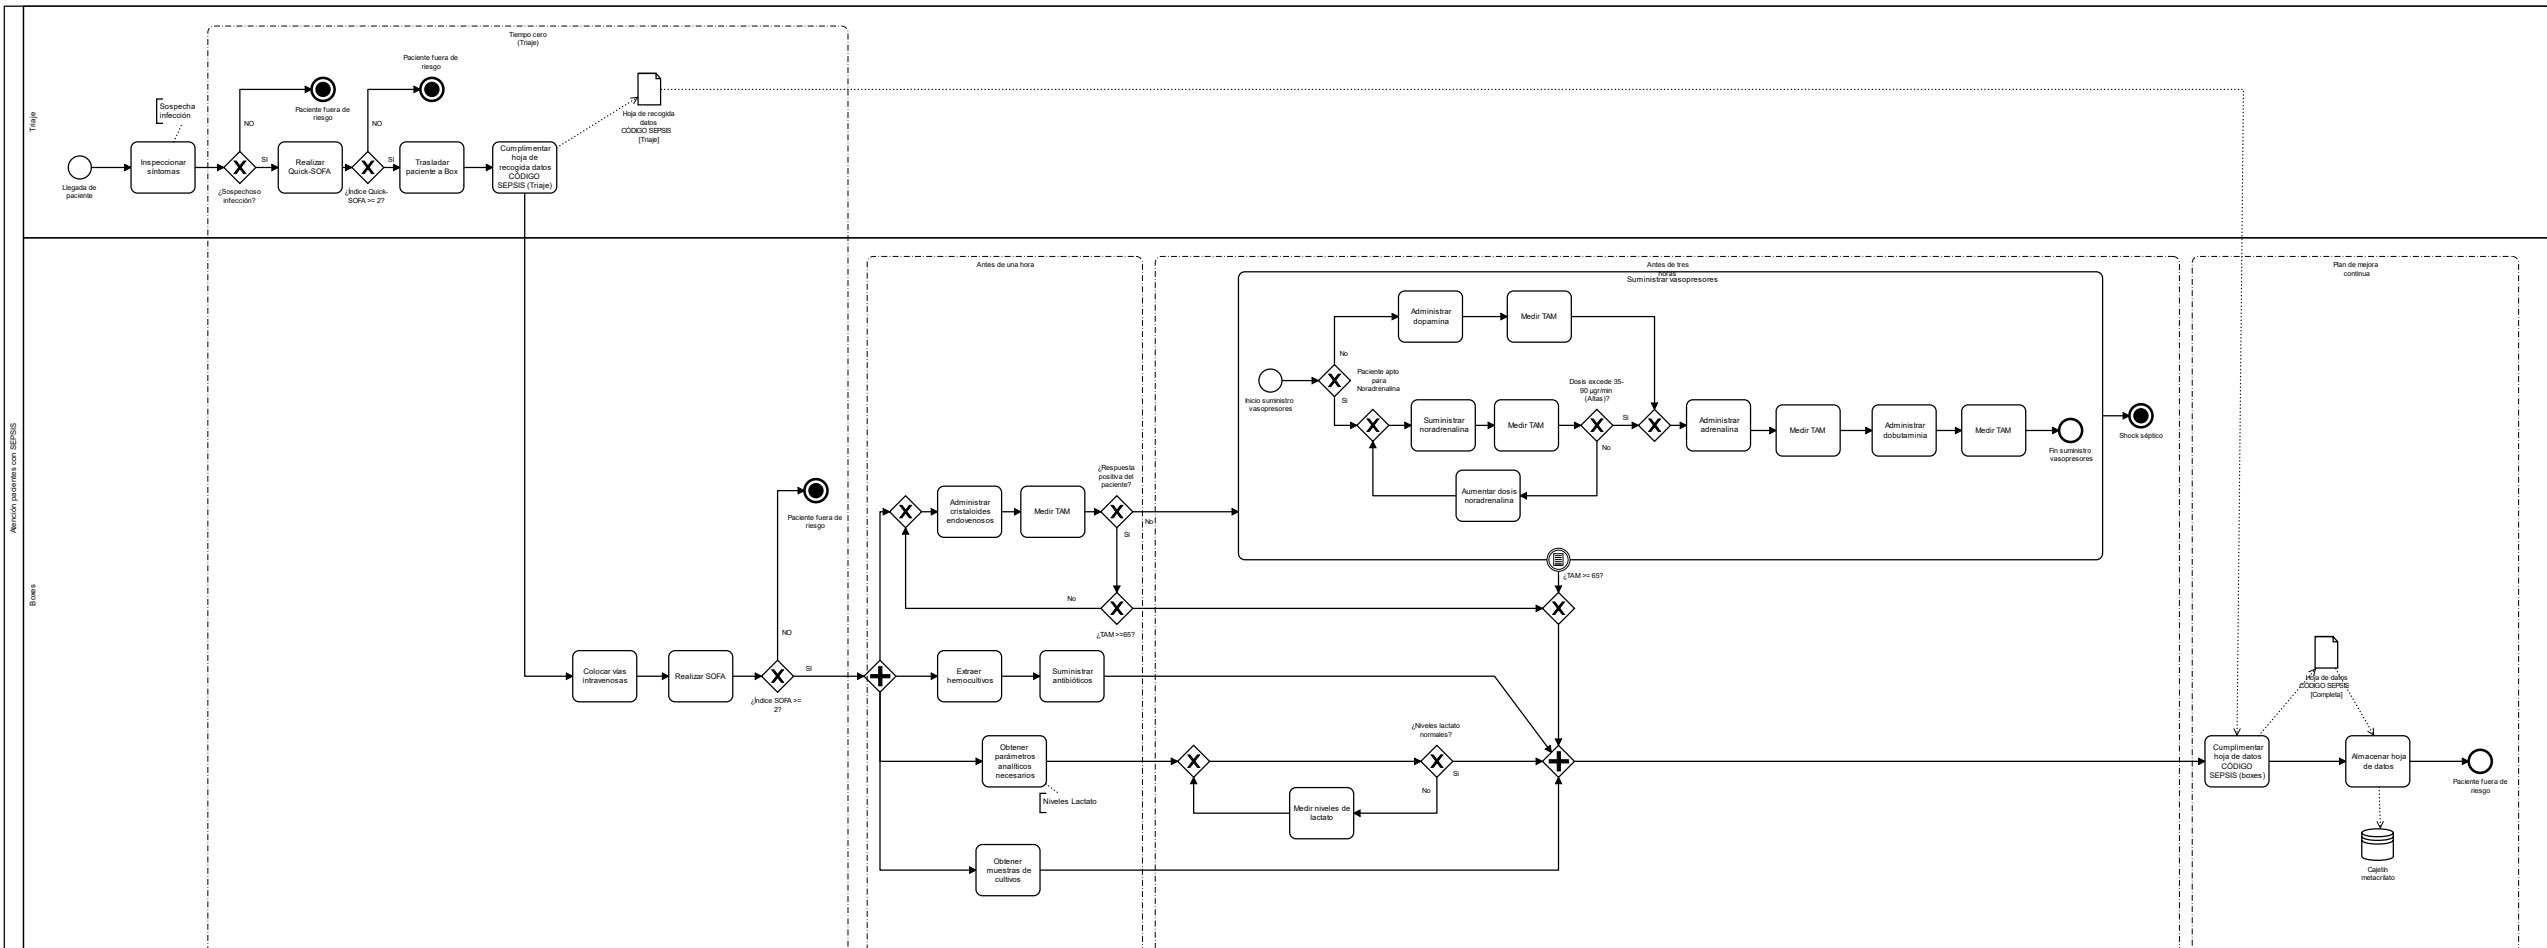 Atención pacientes con SEPSIS
Triaje
Tiempo cero
(Triaje)
Llegada de
paciente
Sospecha
infección
Inspeccionar
síntomas
¿Sospechoso
infección?
NO
SI
Paciente fuera de
riesgo
Realizar
Quick-SOFA
¿Índice Quick-
SOFA >= 2?
NO
Si
Paciente fuera de
riesgo
Trasladar
paciente a Box
Cumplimentar
hoja de
recogida datos
CÓDIGO
SEPSIS (Triaje)
Hoja de recogida
datos
CÓDIGO SEPSIS
[Triaje]
Boxes
Colocar vías
intravenosas
Realizar SOFA
¿Índice SOFA >=
2?
NO
SI
Paciente fuera de
riesgo
Antes de una hora
Administrar
cristaloides
endovenosos
Medir TAM
¿Respuesta
positiva del
paciente?
No
Si
¿TAM >=65?
No
Extraer
hemocultivos
Suministrar
antibióticos
Obtener
parámetros
analíticos
necesarios
Niveles Lactato
Obtener
muestras de
cultivos
Antes de tres
horas
Suministrar vasopresores
Inicio suministro
vasopresores
Paciente apto
para
Noradrenalina
No
Si
Administrar
dopamina
Medir TAM
Suministrar
noradrenalina
Medir TAM
Dosis excede 35-
90 µgr/min
(Altas)?
Si
No
Aumentar dosis
noradrenalina
Administrar
adrenalina
Medir TAM
Administrar
dobutaminia
Medir TAM
Fin suministro
vasopresores
Shock séptico
¿TAM >= 65?
¿Niveles lactato
normales?
Si
No
Medir niveles de
lactato
Plan de mejora
continua
Cumplimentar
hoja de datos
CÓDIGO
SEPSIS (boxes)
Hoja de datos
CÓDIGO SEPSIS
[Completa]
Almacenar hoja
de datos
Cajetín
metacrilato
Paciente fuera de
riesgo